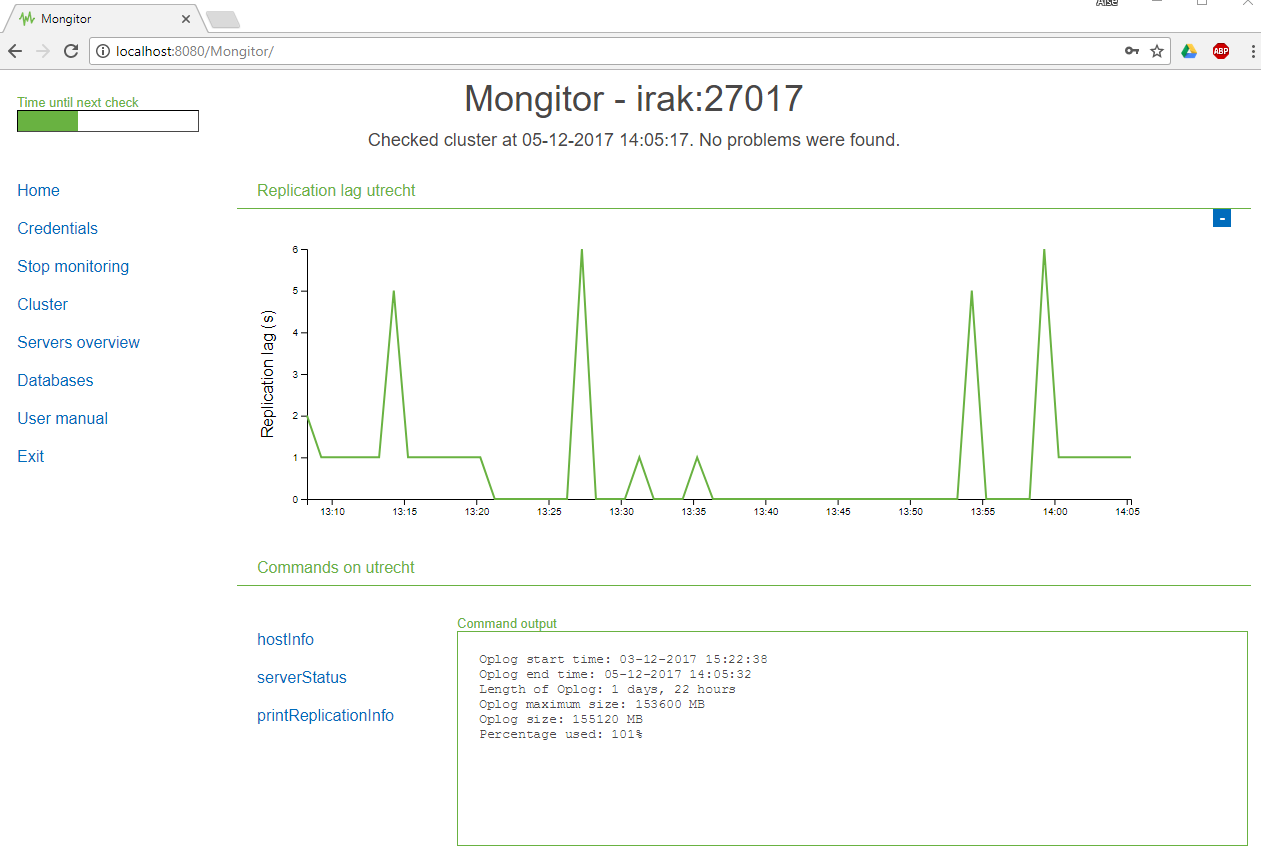 Mongitor
Alse
localhost:8080/Mongitor/
ABP
Time until next check
Mongitor - irak:27017
Checked cluster at 05-12-2017 14:05:17. No problems were found.
Home
Credentials
Stop monitoring
Cluster
Servers overview
Databases
User manual
Exit
Replication lag utrecht
-
Replication lag (s)
6
5
4
3
2
1
0
13:10 13:15 13:20 13:25 13:30 13:35 13:40 13:45 13:50 13:55 14:00 14:05
Commands on utrecht
hostInfo
serverStatus
printReplicationInfo
Command output
Oplog start time: 03-12-2017 15:22:38
Oplog end time: 05-12-2017 14:05:32
Length of Oplog: 1 days, 22 hours
Oplog maximum size: 153600 MB
Oplog size: 155120 MB
Percentage used: 101%